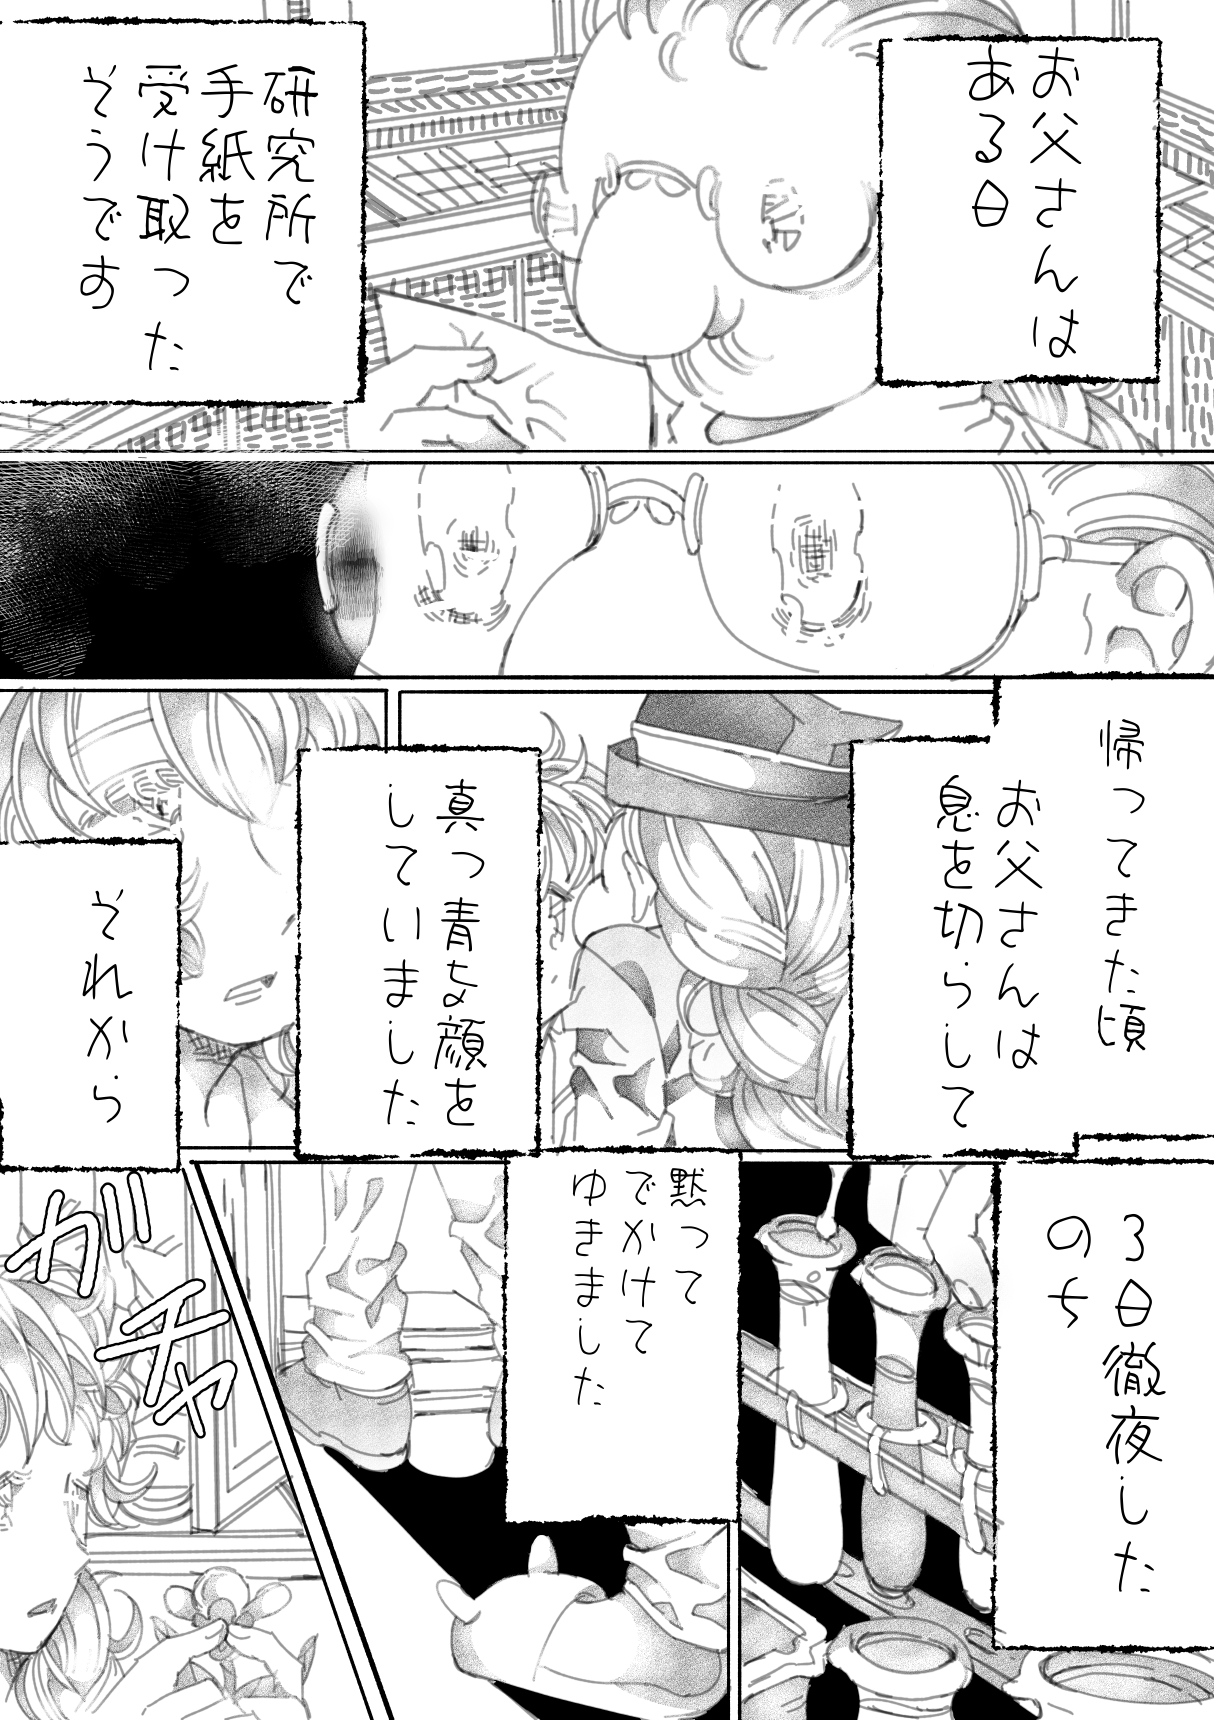 お父さんは
ある日
研究所で
手紙を
受け取った
そうです
帰ってきた頃
お父さんは
息を切らして
真っ青な顔を
していました
それから
3日徹夜した
のち
黙って
でかけて
ゆきました
ガチャ